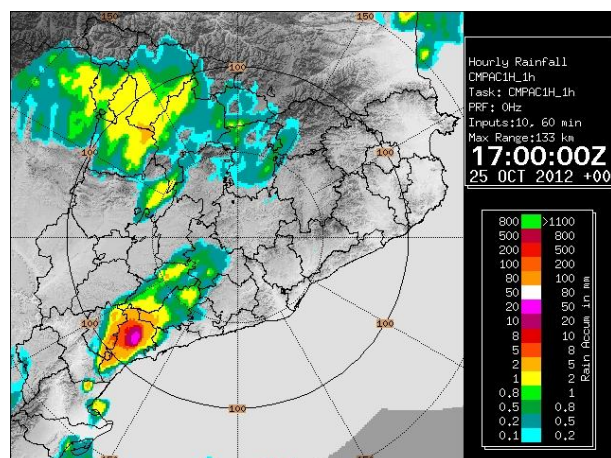 150
150
100
100
100
100
100
100
150
150
Hourly Rainfall
CMPAC1H_1h
Task: CMPAC1H_1h
PRF: 0Hz
Inputs:10, 60 min
Max Range:133 km
17:00:00Z
25 OCT 2012 +00
800 >1100
500 800
200 500
100 200
80 100
50 80
20 50
10 20
8 10
5 8
2 5
1 2
0.8 1
0.5 0.8
0.2 0.5
0.1 0.2
Rain Accum in mm